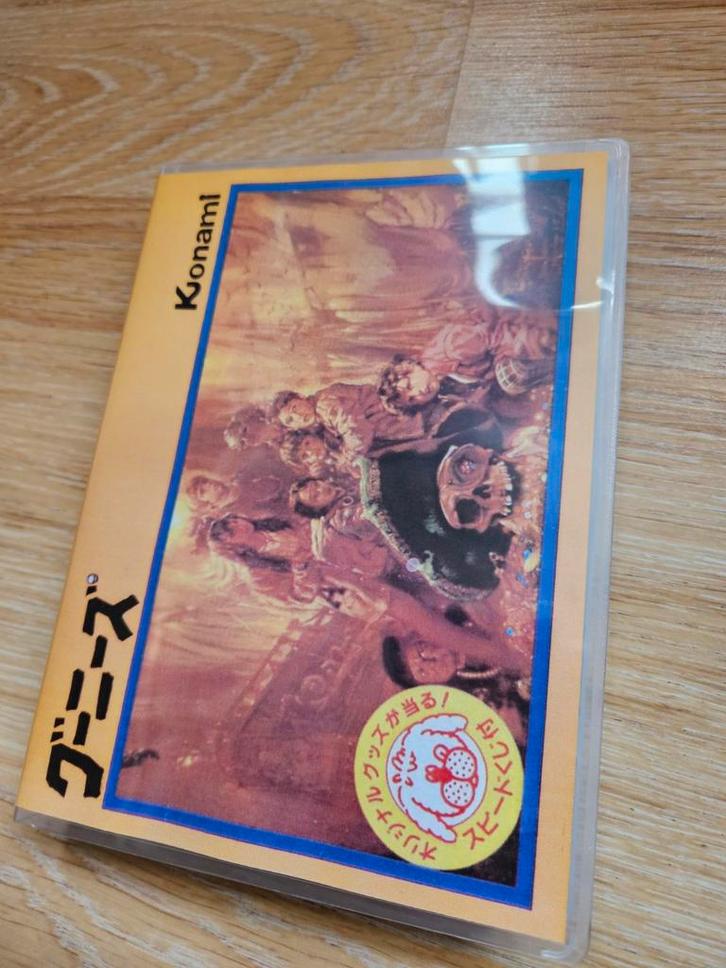 グーニーズ
Konami
オリジナルグッズが当る!
スピードくじ付